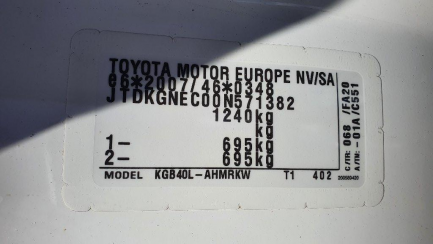 TOYOTA MOTOR EUROPE NV/SA
e6*2007/46*0348
JTDKGNEC00N571382
1240kg
kg
1- 695kg
2- 695kg
MODEL KGB40L-AHMRKW T1 402
C/TR: 068 /FA20
A/TM: -01A/C551